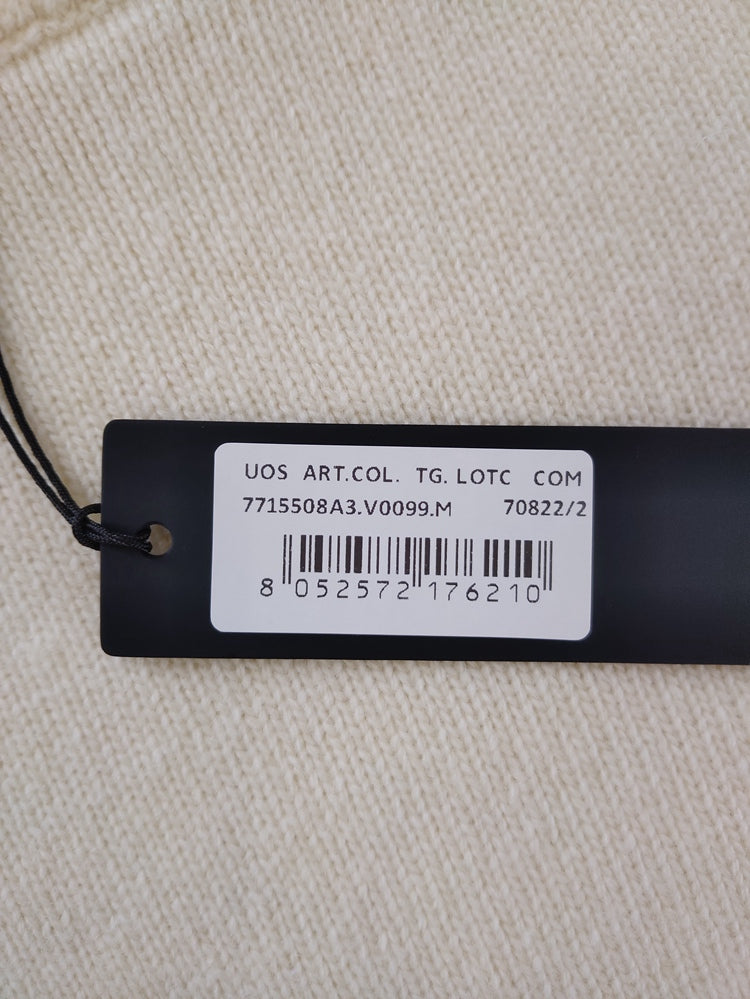 UOS ART.COL. TG. LOTC COM
7715508A3.V0099.M 70822/2
8 052572 176210